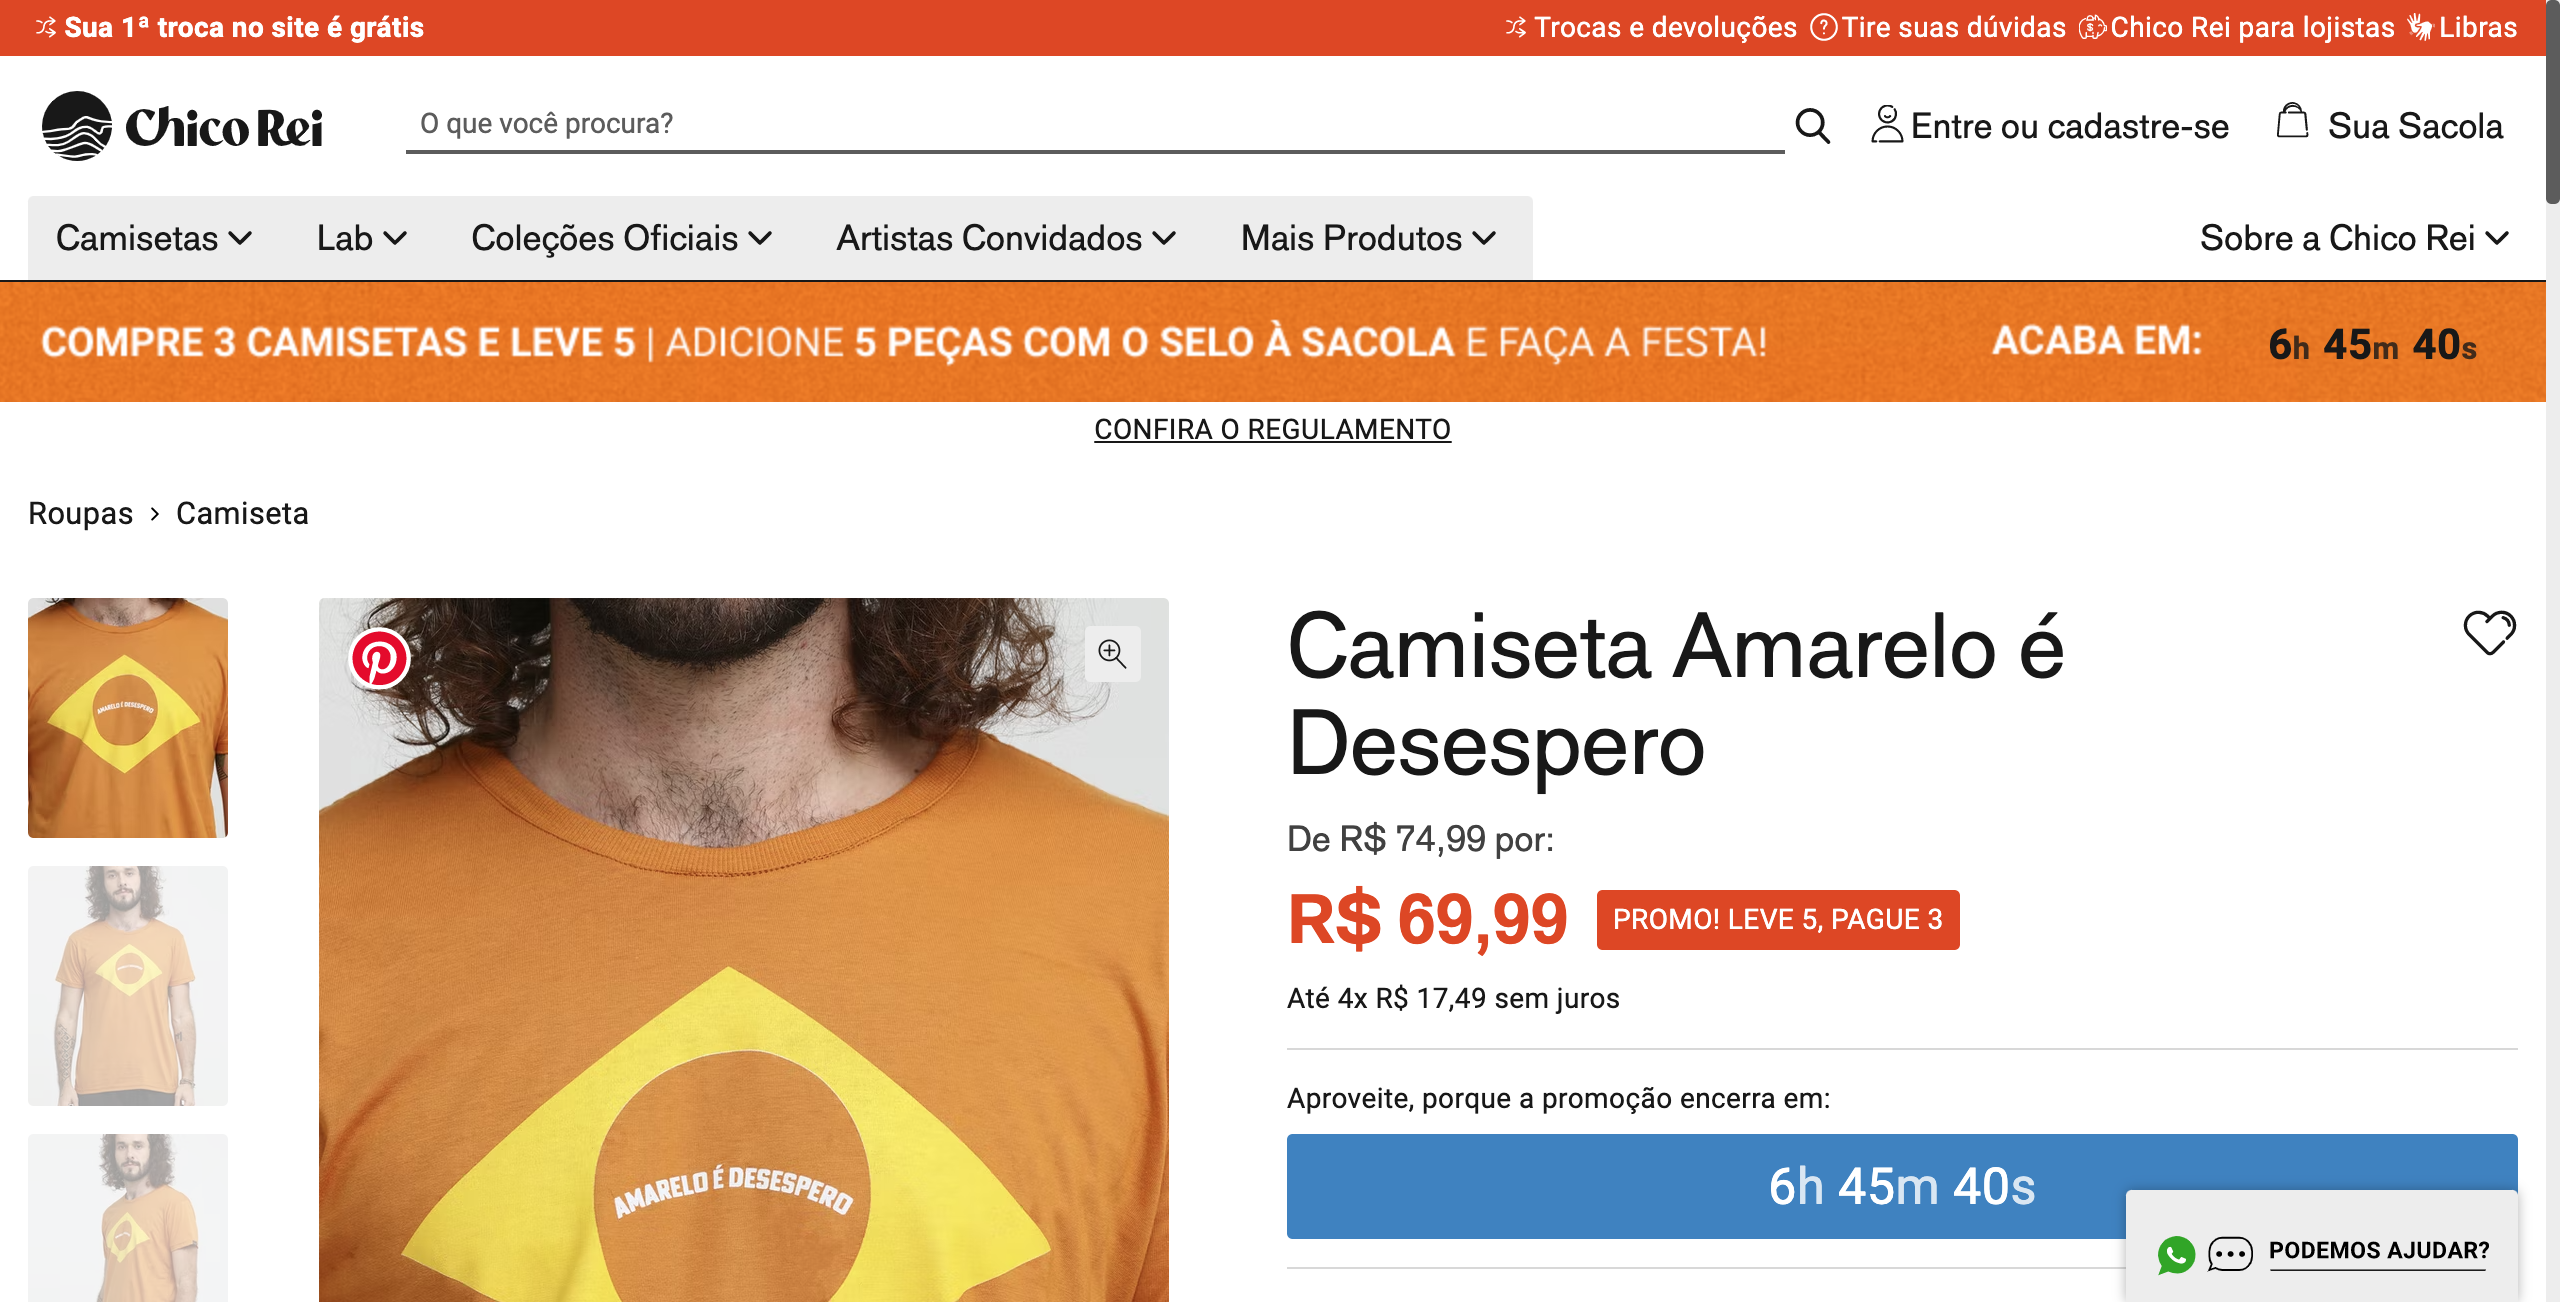 Sua 1ª troca no site é grátis
Trocas e devoluções Tire suas dúvidas Chico Rei para lojistas Libras
Chico Rei
O que você procura?
Entre ou cadastre-se
Sua Sacola
Camisetas Lab Coleções Oficiais Artistas Convidados Mais Produtos
Sobre a Chico Rei
COMPRE 3 CAMISETAS E LEVE 5 | ADICIONE 5 PEÇAS COM O SELO À SACOLA E FAÇA A FESTA!
ACABA EM: 6h 45m 40s
CONFIRA O REGULAMENTO
Roupas › Camiseta
AMARELO É DESESPERO
AMARELO É DESESPERO
Camiseta Amarelo é
Desespero
De R$ 74,99 por:
R$ 69,99
PROMO! LEVE 5, PAGUE 3
Até 4x R$ 17,49 sem juros
Aproveite, porque a promoção encerra em:
6h 45m 40s
PODEMOS AJUDAR?